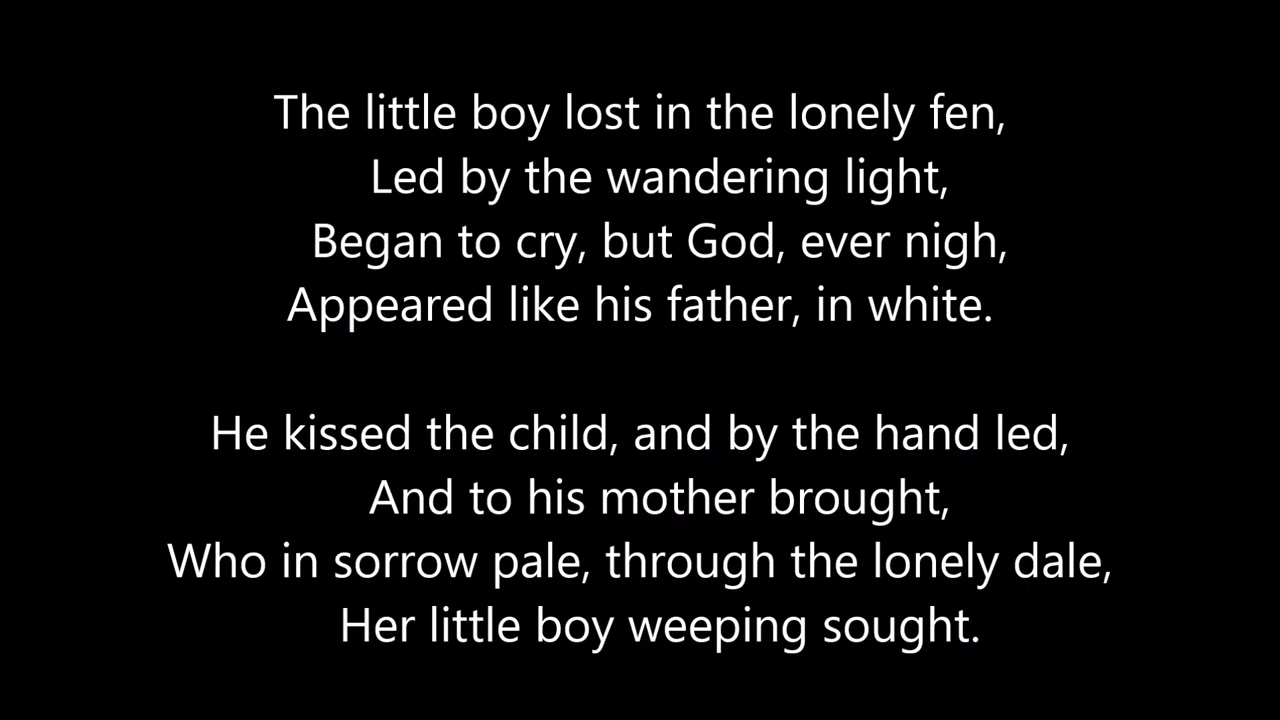 The little boy lost in the lonely fen,
Led by the wandering light,
Began to cry, but God, ever nigh,
Appeared like his father, in white.
He kissed the child, and by the hand led,
And to his mother brought,
Who in sorrow pale, through the lonely dale,
Her little boy weeping sought.